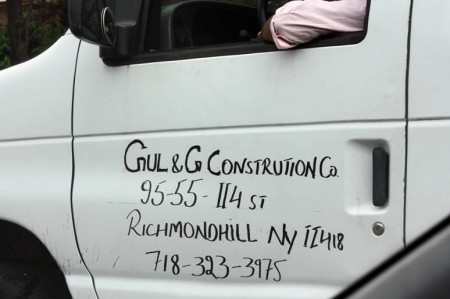 GUL & G CONSTRUTION CO.
95-55-114 ST
RICHMONDHILL NY 11418
718-323-3975